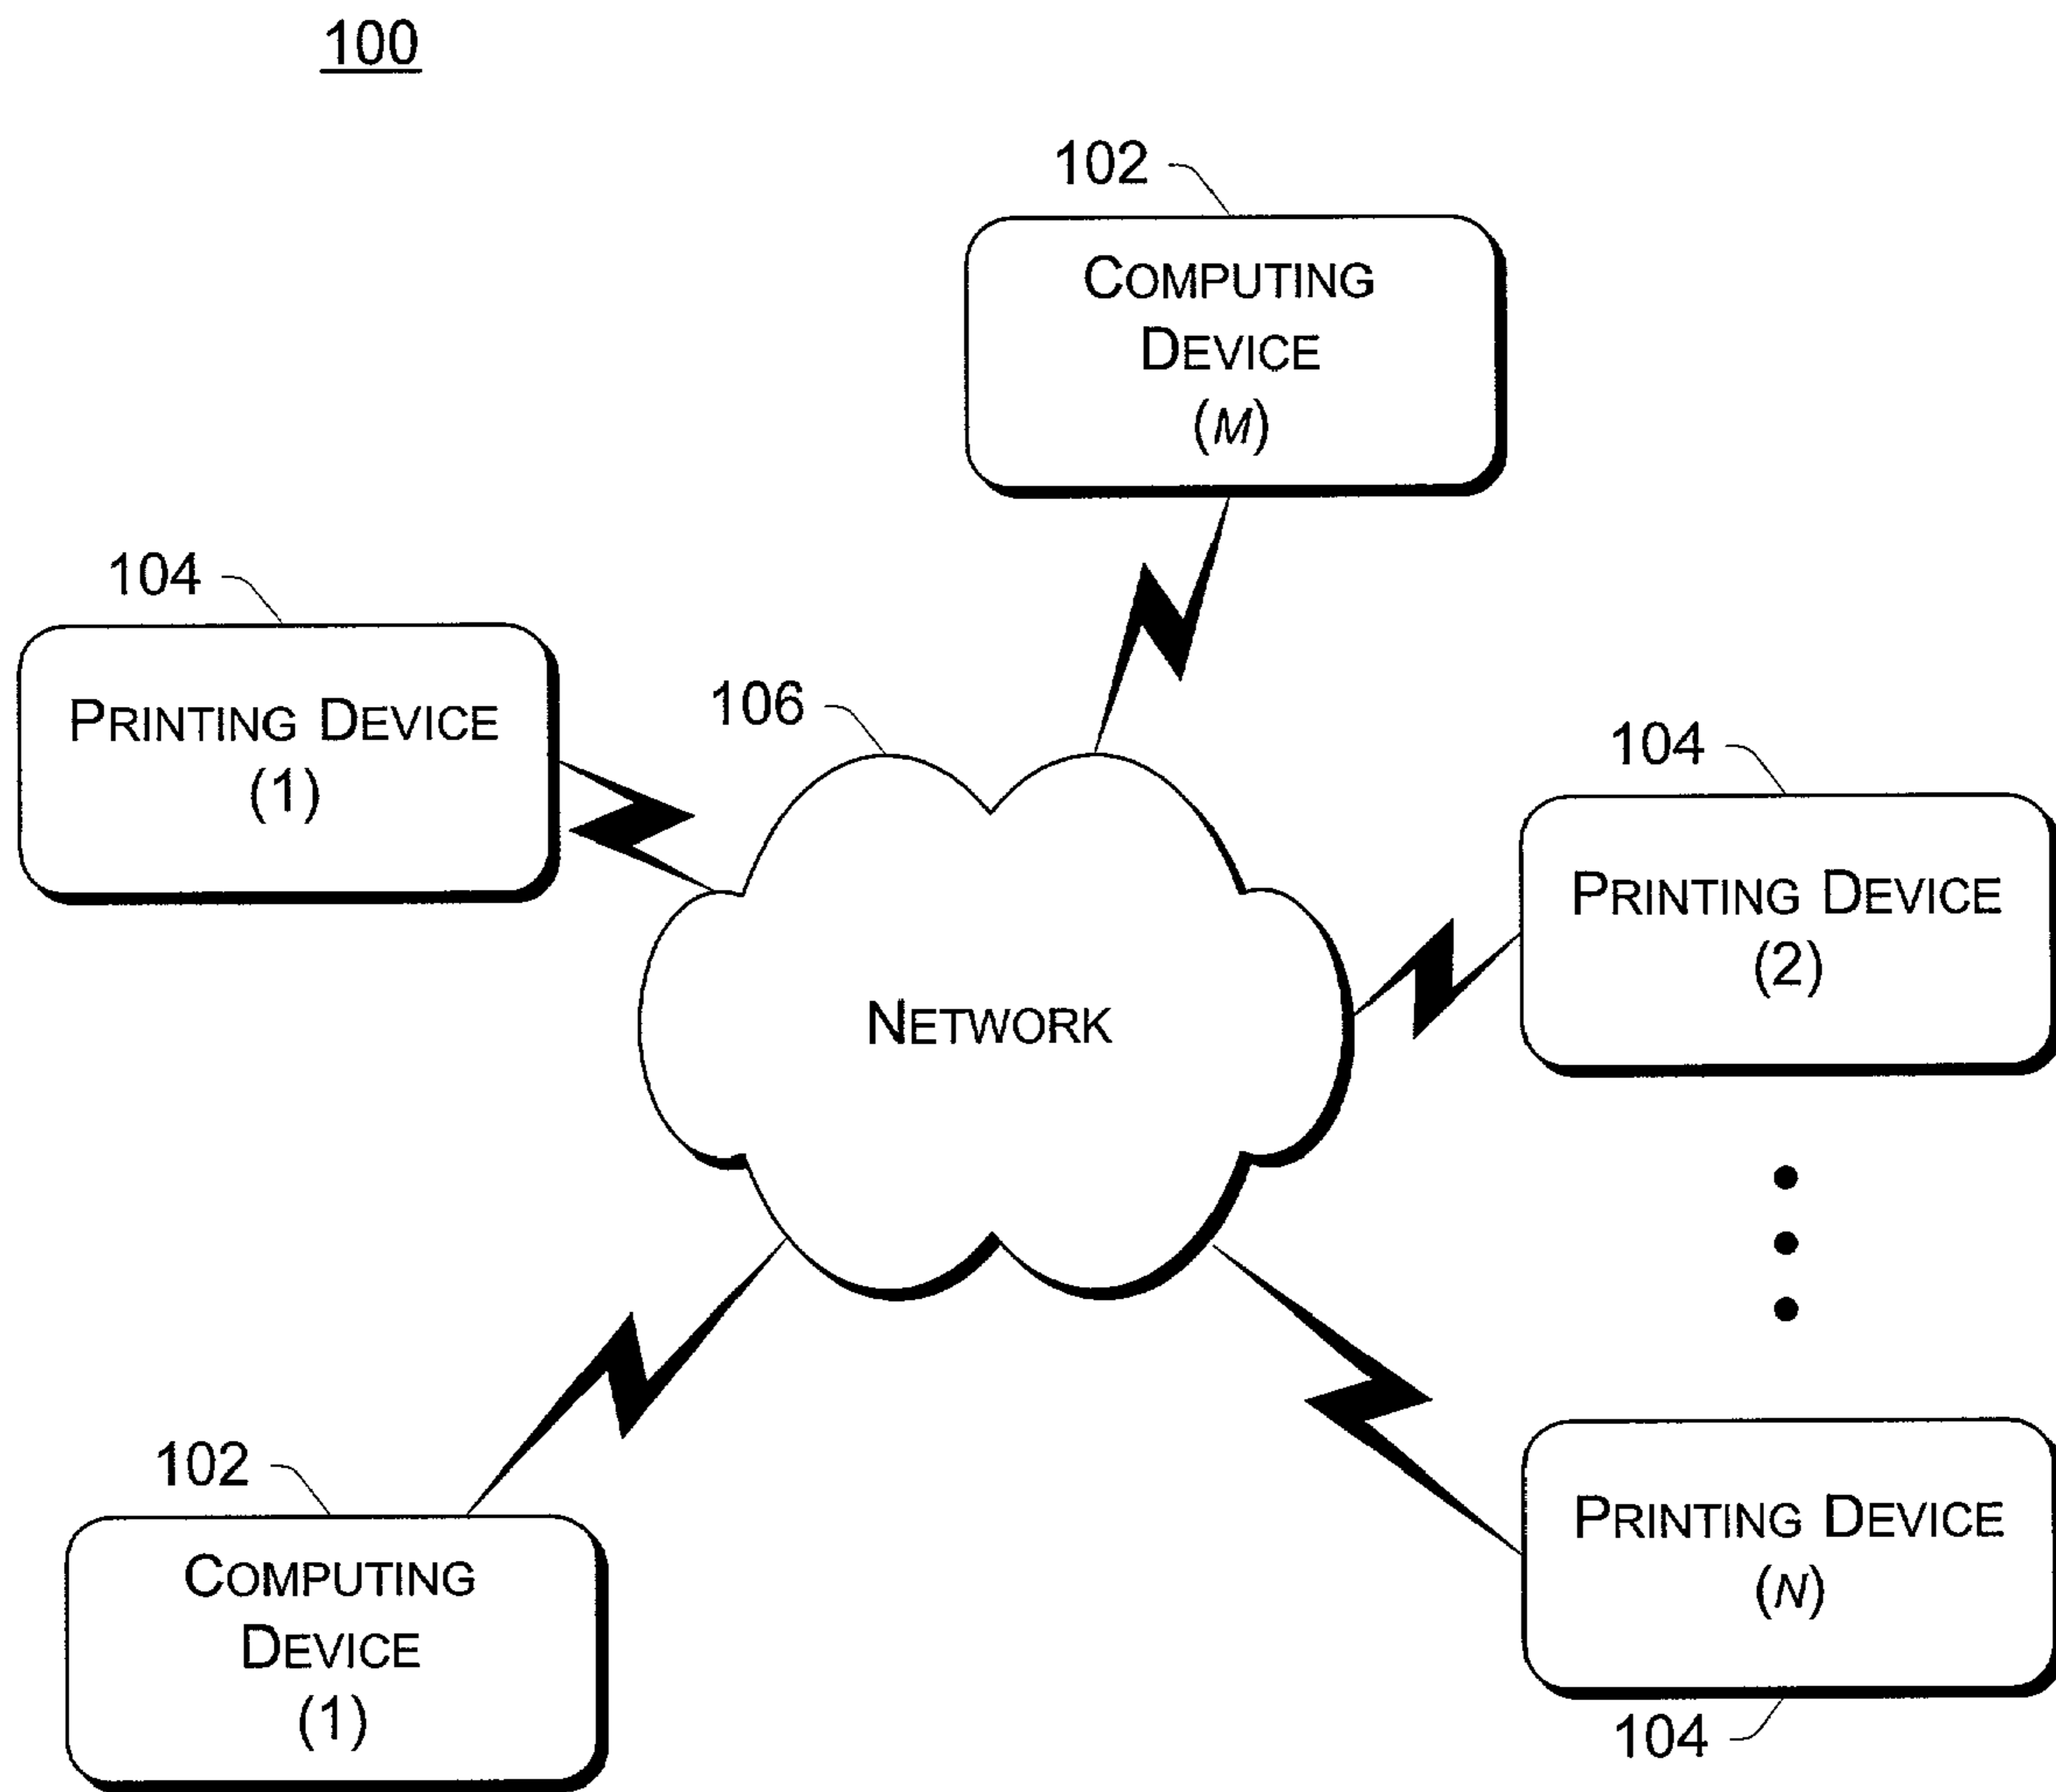 100
102
COMPUTING
DEVICE
(M)
104
PRINTING DEVICE
(1)
106
NETWORK
104
PRINTING DEVICE
(2)
102
COMPUTING
DEVICE
(1)
PRINTING DEVICE
(N)
104